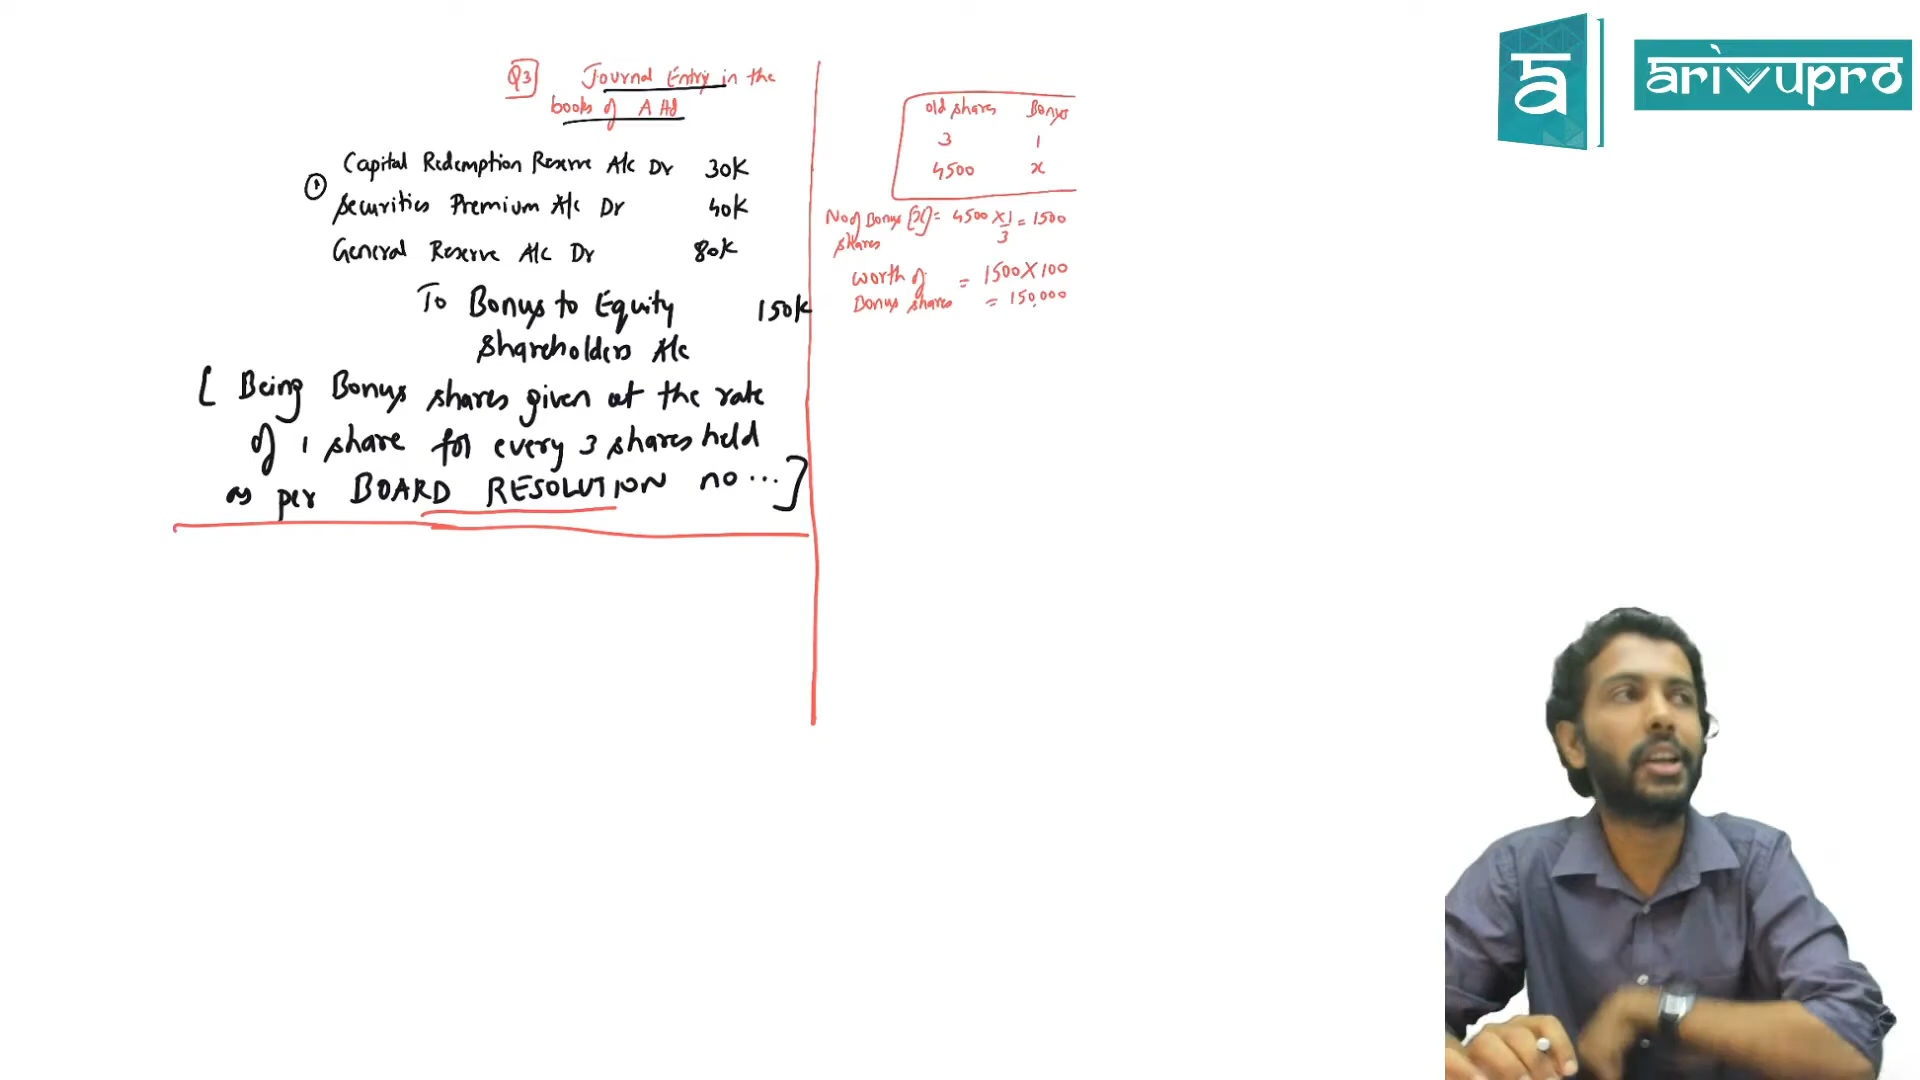 Q3 Journal Entry in the
books of A ltd
Capital Redemption Reserve A/c Dr 30K
①
Securities Premium A/c Dr 40K
General Reserve A/c Dr 80K
To Bonus to Equity 150K
Shareholders A/c
[ Being Bonus shares given at the rate
of 1 share for every 3 shares held
as per BOARD RESOLUTION no ... ]
old shares Bonus
3 1
4500 x
No of Bonus [x] = 4500 × 1/3 = 1500
shares
worth of = 1500 × 100
Bonus shares = 150,000
arivupro